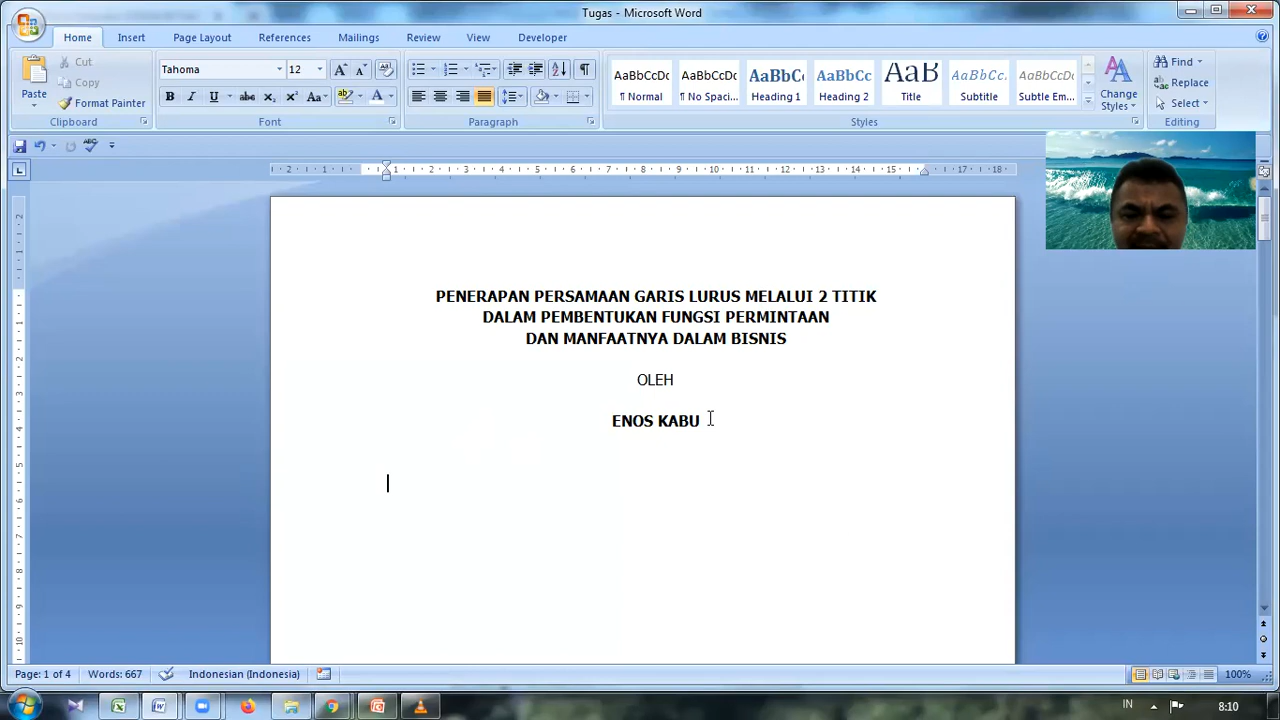 Tugas - Microsoft Word
Home Insert Page Layout References Mailings Review View Developer
Cut
Copy
Format Painter
Paste
Clipboard
Tahoma 12
Font
Paragraph
AaBbCcDc AaBbCcDc AaBbC AaBbCc AaB AaBbCc. AaBbCcDc
¶ Normal ¶ No Spaci... Heading 1 Heading 2 Title Subtitle Subtle Em...
Styles
Change Styles
Find
Replace
Select
Editing
PENERAPAN PERSAMAAN GARIS LURUS MELALUI 2 TITIK
DALAM PEMBENTUKAN FUNGSI PERMINTAAN
DAN MANFAATNYA DALAM BISNIS
OLEH
ENOS KABU
Page: 1 of 4 Words: 667 Indonesian (Indonesia) 100%
IN 8:10